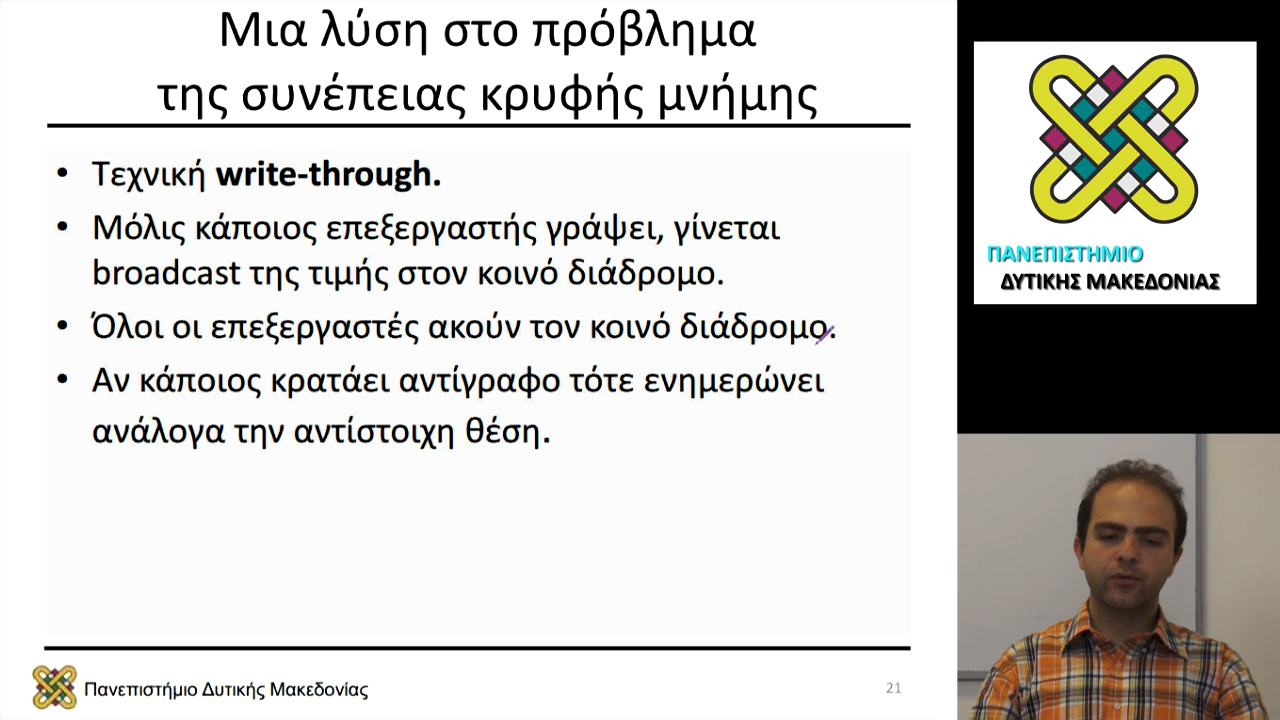 Μια λύση στο πρόβλημα
της συνέπειας κρυφής μνήμης
• Τεχνική write-through.
• Μόλις κάποιος επεξεργαστής γράψει, γίνεται
broadcast της τιμής στον κοινό διάδρομο.
• Όλοι οι επεξεργαστές ακούν τον κοινό διάδρομο.
• Αν κάποιος κρατάει αντίγραφο τότε ενημερώνει
ανάλογα την αντίστοιχη θέση.
Πανεπιστήμιο Δυτικής Μακεδονίας
21
ΠΑΝΕΠΙΣΤΗΜΙΟ
ΔΥΤΙΚΗΣ ΜΑΚΕΔΟΝΙΑΣ